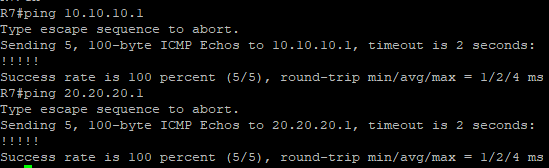 R7#ping 10.10.10.1
Type escape sequence to abort.
Sending 5, 100-byte ICMP Echos to 10.10.10.1, timeout is 2 seconds:
!!!!!
Success rate is 100 percent (5/5), round-trip min/avg/max = 1/2/4 ms
R7#ping 20.20.20.1
Type escape sequence to abort.
Sending 5, 100-byte ICMP Echos to 20.20.20.1, timeout is 2 seconds:
!!!!!
Success rate is 100 percent (5/5), round-trip min/avg/max = 1/2/4 ms